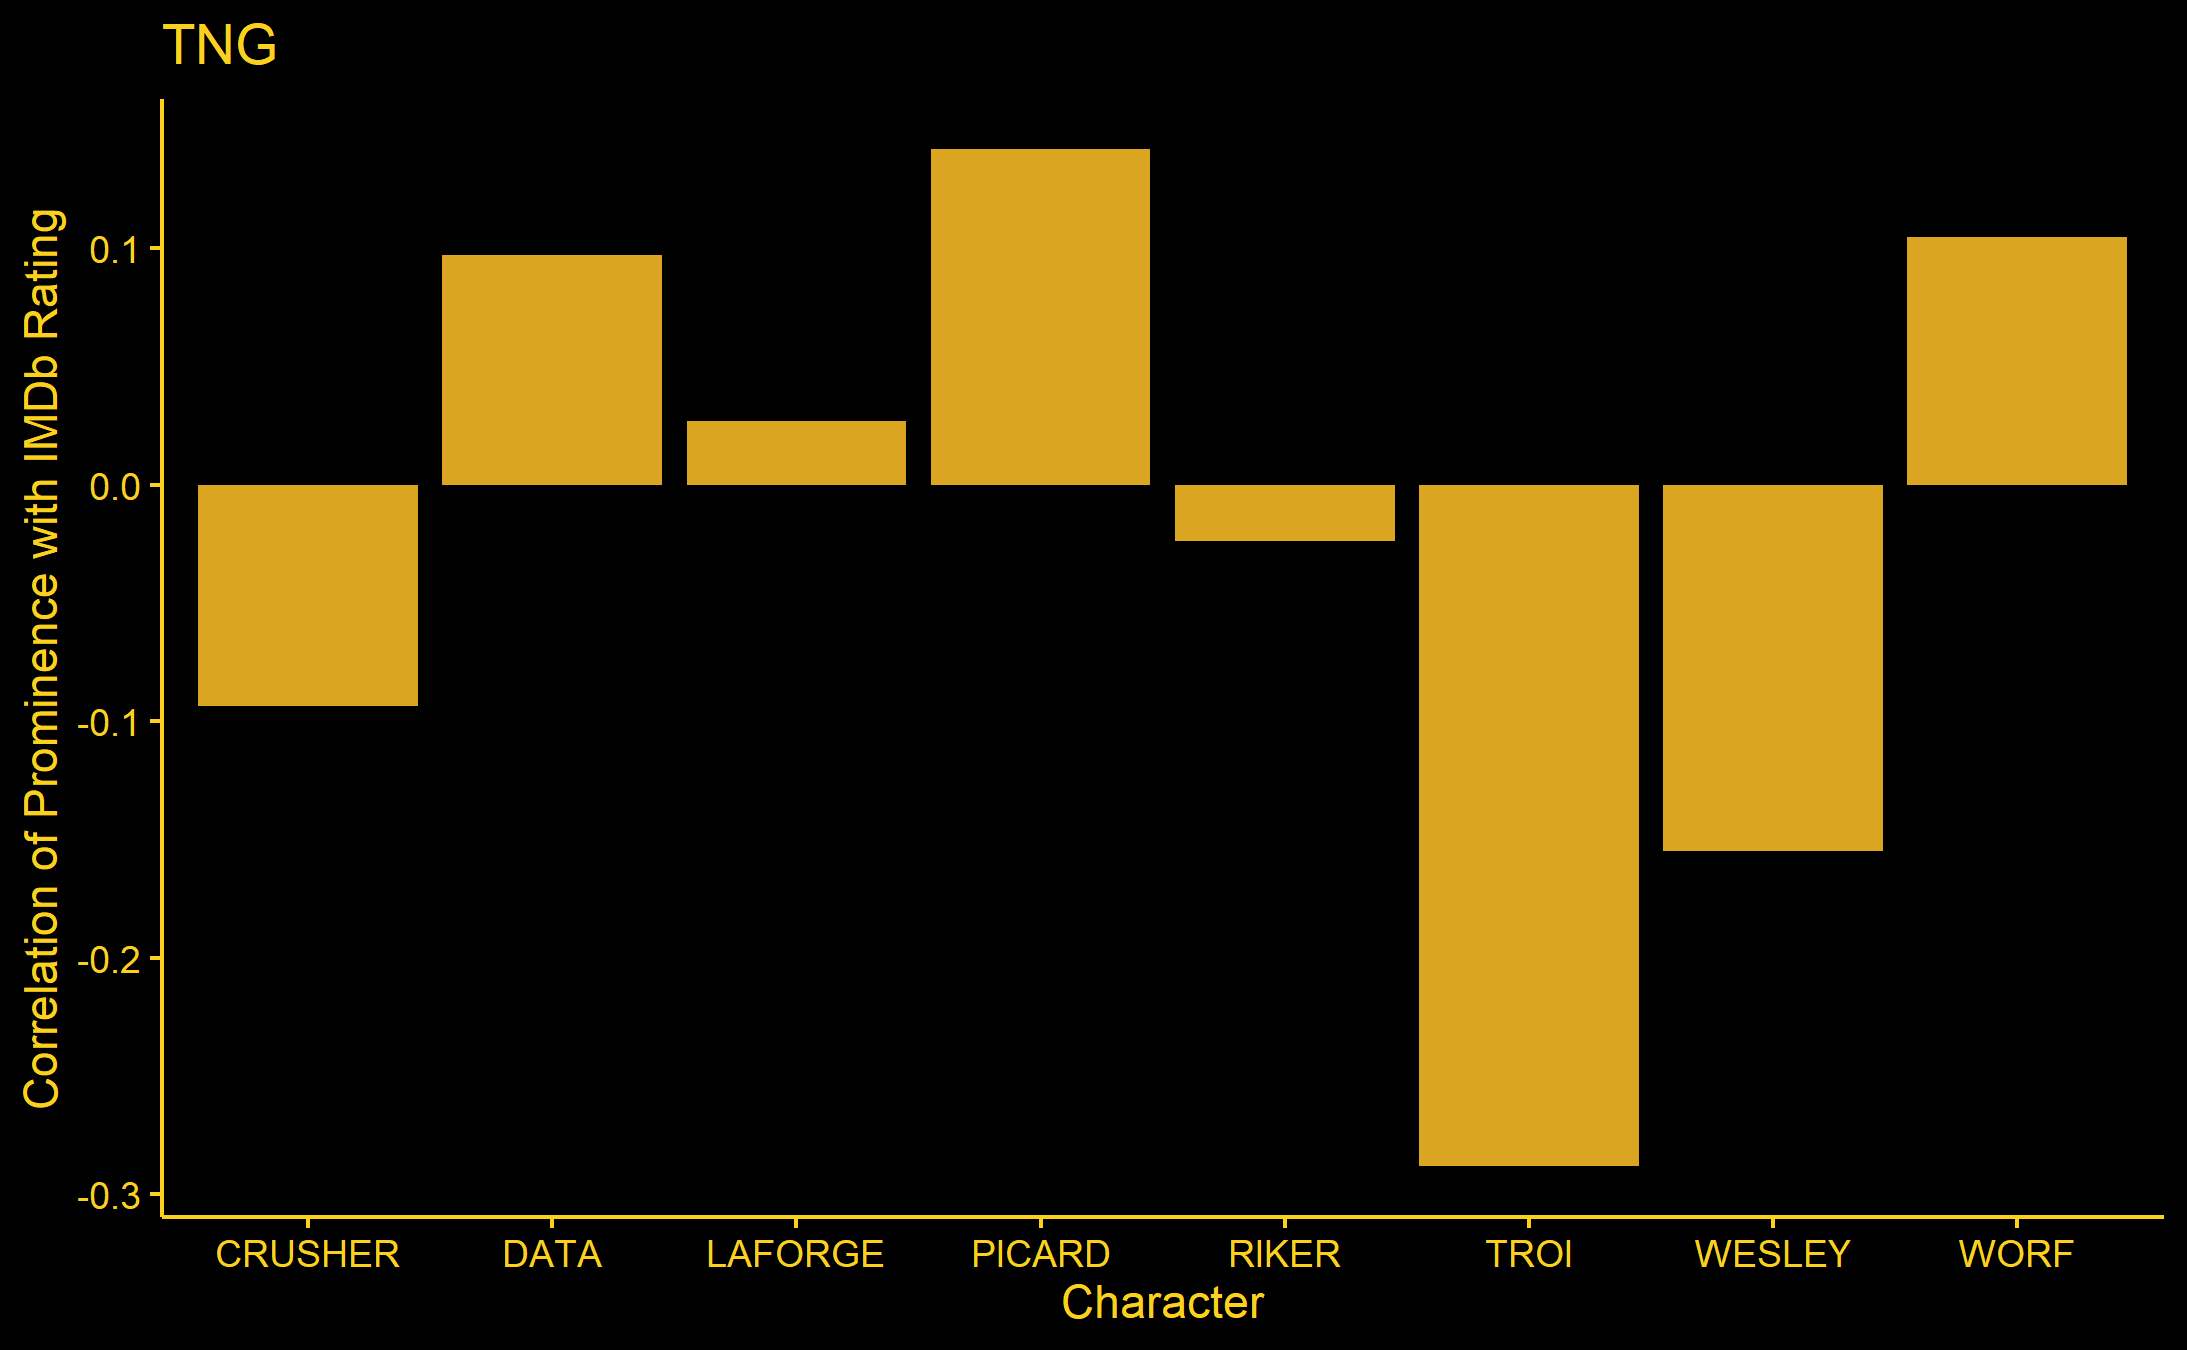 TNG
Correlation of Prominence with IMDb Rating
0.1
0.0
-0.1
-0.2
-0.3
CRUSHER DATA LAFORGE PICARD RIKER TROI WESLEY WORF
Character